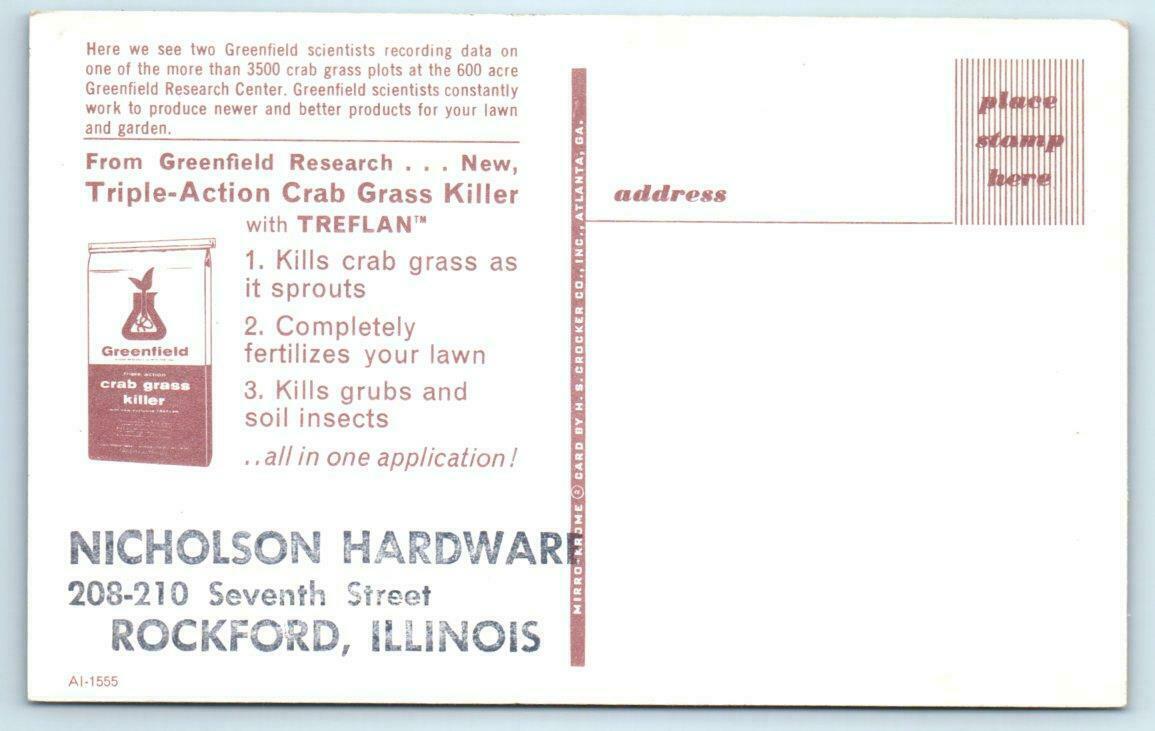 Here we see two Greenfield scientists recording data on
one of the more than 3500 crab grass plots at the 600 acre
Greenfield Research Center. Greenfield scientists constantly
work to produce newer and better products for your lawn
and garden.
From Greenfield Research . . . New,
Triple-Action Crab Grass Killer
with TREFLAN™
1. Kills crab grass as
it sprouts
2. Completely
fertilizes your lawn
3. Kills grubs and
soil insects
..all in one application!
Greenfield
triple action
crab grass
killer
NICHOLSON HARDWARE
208-210 Seventh Street
ROCKFORD, ILLINOIS
AI-1555
MIRRO-KROME ® CARD BY H. S. CROCKER CO., INC., ATLANTA, GA.
address
place
stamp
here